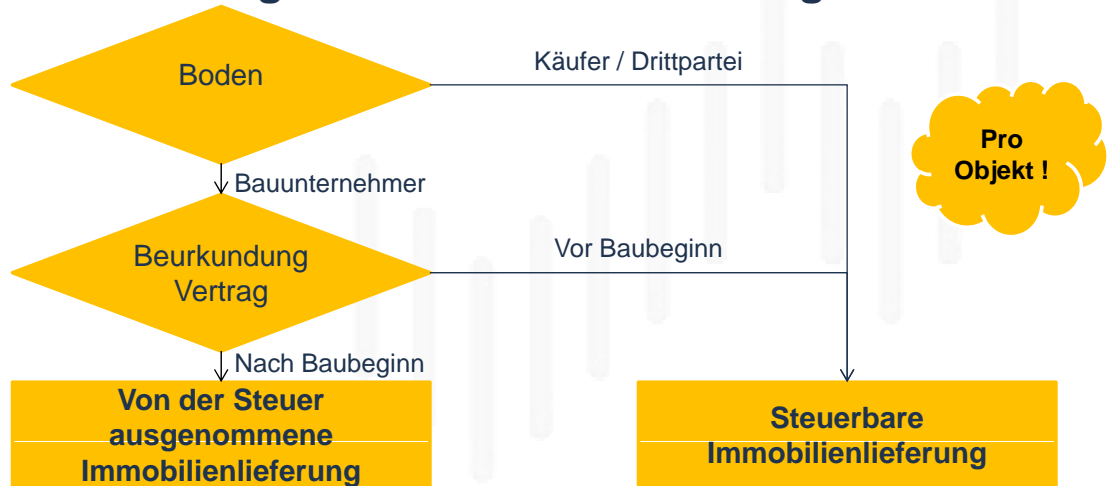 Boden
Käufer / Drittpartei
Pro
Objekt !
Bauunternehmer
Beurkundung
Vertrag
Vor Baubeginn
Nach Baubeginn
Von der Steuer
ausgenommene
Immobilienlieferung
Steuerbare
Immobilienlieferung